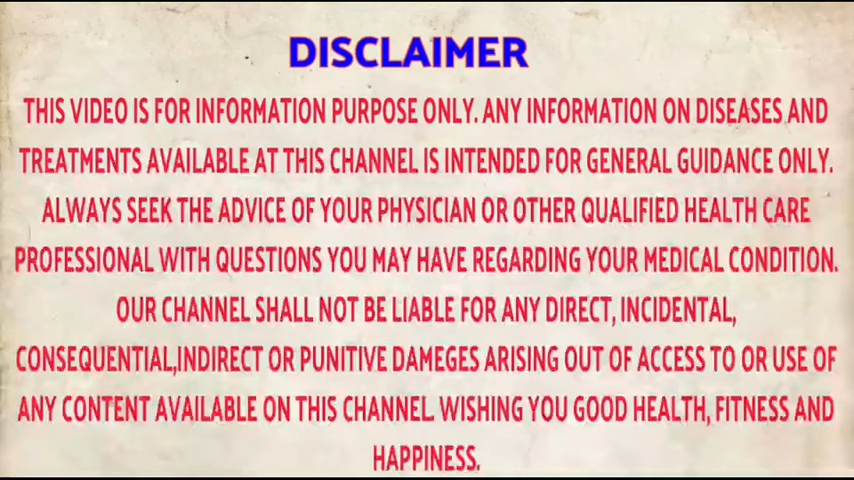 DISCLAIMER
THIS VIDEO IS FOR INFORMATION PURPOSE ONLY. ANY INFORMATION ON DISEASES AND
TREATMENTS AVAILABLE AT THIS CHANNEL IS INTENDED FOR GENERAL GUIDANCE ONLY.
ALWAYS SEEK THE ADVICE OF YOUR PHYSICIAN OR OTHER QUALIFIED HEALTH CARE
PROFESSIONAL WITH QUESTIONS YOU MAY HAVE REGARDING YOUR MEDICAL CONDITION.
OUR CHANNEL SHALL NOT BE LIABLE FOR ANY DIRECT, INCIDENTAL,
CONSEQUENTIAL,INDIRECT OR PUNITIVE DAMEGES ARISING OUT OF ACCESS TO OR USE OF
ANY CONTENT AVAILABLE ON THIS CHANNEL. WISHING YOU GOOD HEALTH, FITNESS AND
HAPPINESS.